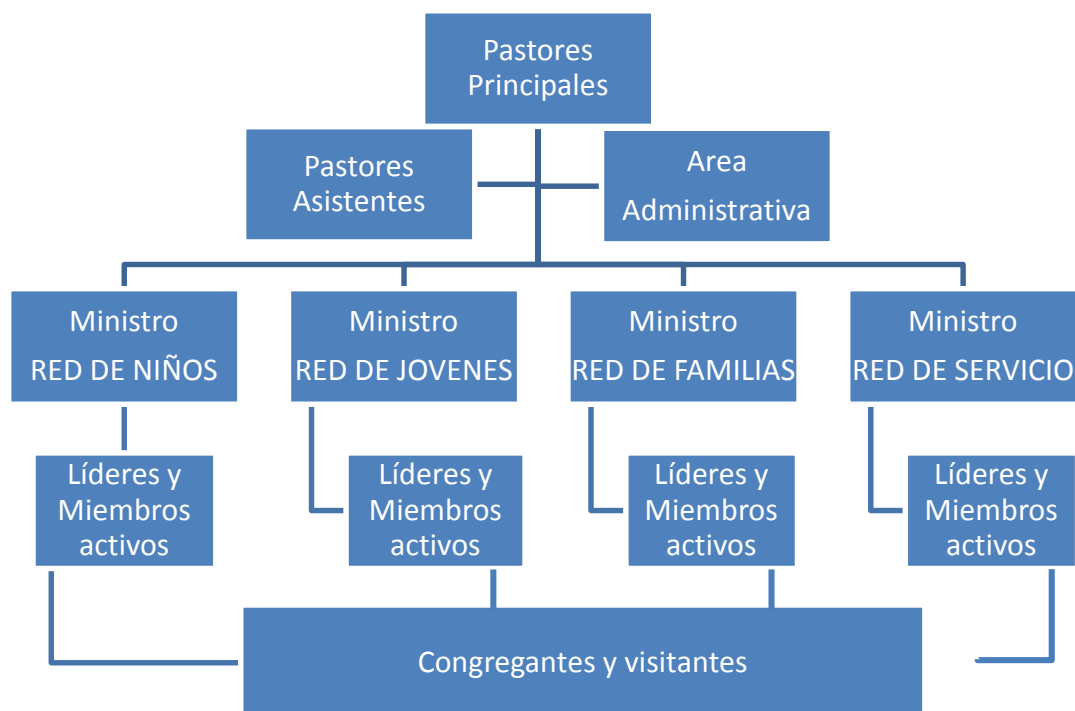 Pastores
Principales
Pastores
Asistentes
Area
Administrativa
Ministro
RED DE NIÑOS
Ministro
RED DE JOVENES
Ministro
RED DE FAMILIAS
Ministro
RED DE SERVICIO
Líderes y
Miembros
activos
Líderes y
Miembros
activos
Líderes y
Miembros
activos
Líderes y
Miembros
activos
Congregantes y visitantes